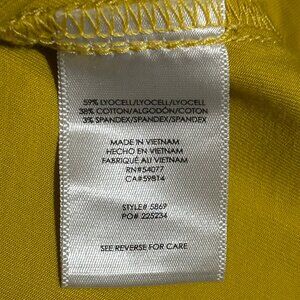 59% LYOCELL/LYOCELL/LYOCELL
38% COTTON/ALGODÓN/COTON
3% SPANDEX/SPANDEX/SPANDEX
MADE IN VIETNAM
HECHO EN VIETNAM
FABRIQUÉ AU VIETNAM
RN#54077
CA#59814
STYLE# 5869
PO# 225234
SEE REVERSE FOR CARE